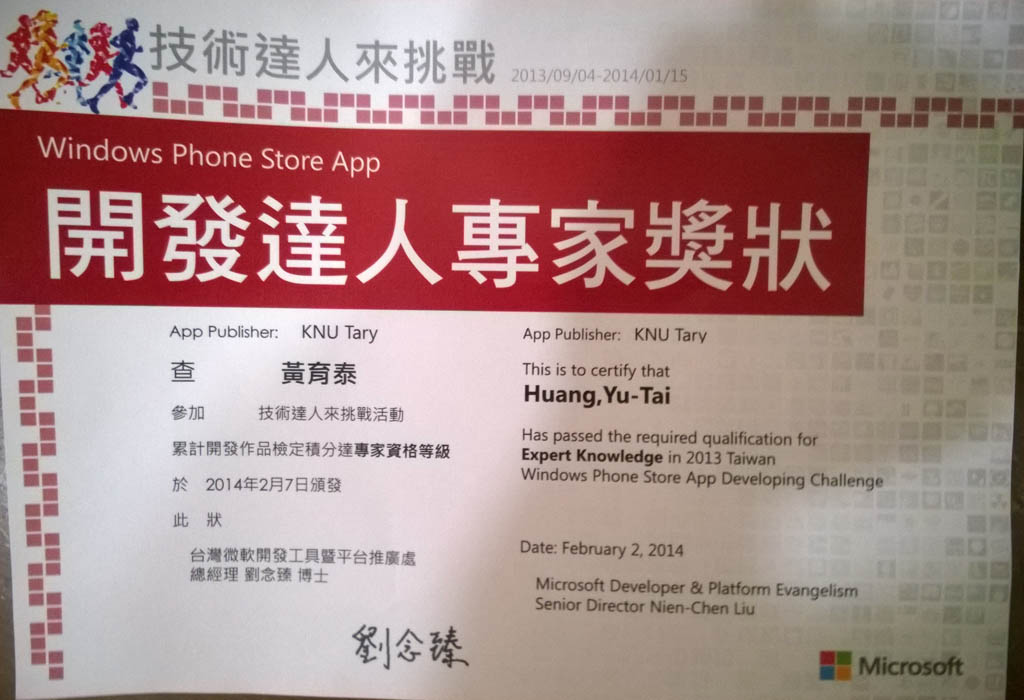 技術達人來挑戰 2013/09/04-2014/01/15
Windows Phone Store App
開發達人專家獎狀
App Publisher: KNU Tary
查 黃育泰
參加 技術達人來挑戰活動
累計開發作品檢定積分達專家資格等級
於 2014年2月7日頒發
此 狀
台灣微軟開發工具暨平台推廣處
總經理 劉念臻 博士
劉念臻
App Publisher: KNU Tary
This is to certify that
Huang,Yu-Tai
Has passed the required qualification for
Expert Knowledge in 2013 Taiwan
Windows Phone Store App Developing Challenge
Date: February 2, 2014
Microsoft Developer & Platform Evangelism
Senior Director Nien-Chen Liu
Microsoft